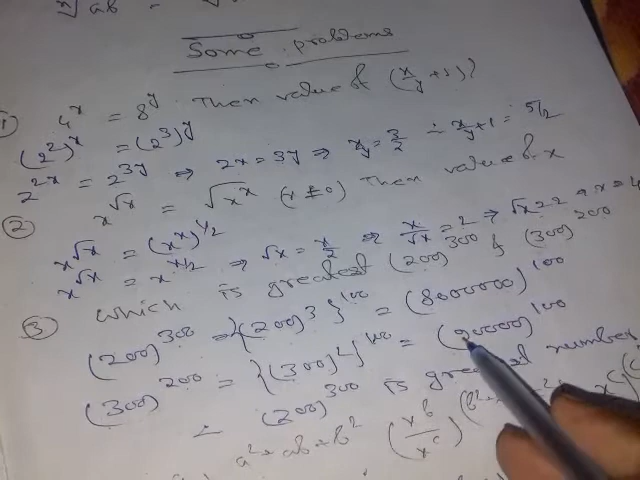 Some problems
① 4^x = 8^y Then value of (x/y + 1)?
(2^2)^x = (2^3)^y
2^2x = 2^3y ⇒ 2x = 3y ⇒ x/y = 3/2 ∴ x/y + 1 = 5/2
② x^√x = √x^x (x ≠ 0) Then value of x
x^√x = (x^x)^1/2
x^√x = x^x/2 ⇒ √x = x/2 ⇒ x/√x = 2 ⇒ √x = 2
③ which is greatest (200)^300 & (300)^200
(200)^300 = {(200)^3}^100 = (8000000)^100
(300)^200 = {(300)^2}^100 = (90000)^100
∴ (200)^300 is greatest number
a^2+ab+b^2 (x^b/x^c)